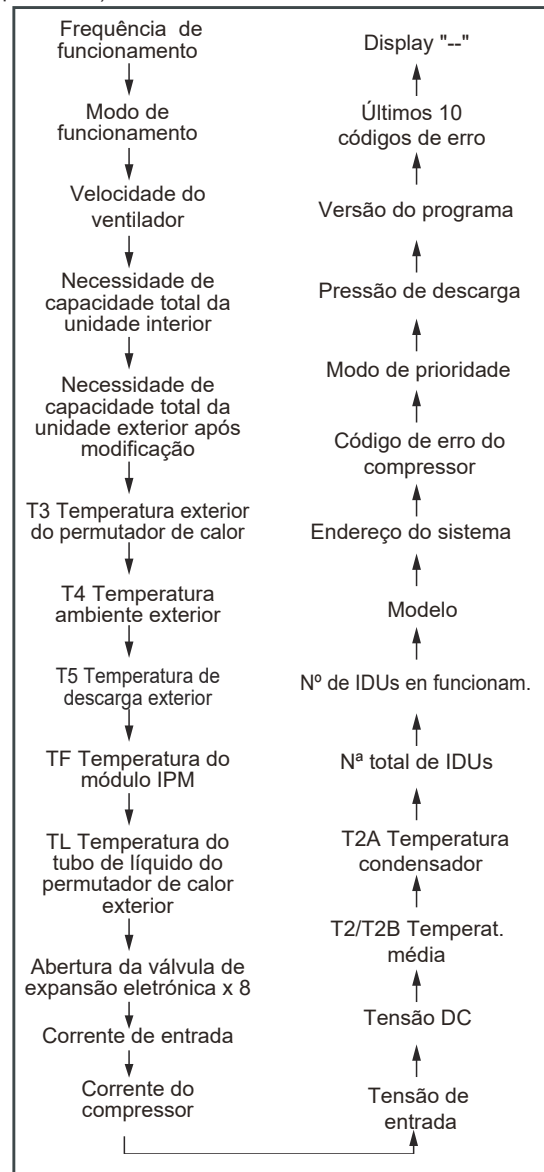 Frequência de
funcionamento
Modo de
funcionamento
Velocidade do
ventilador
Necessidade de
capacidade total da
unidade interior
Necessidade de
capacidade total da
unidade exterior após
modificação
T3 Temperatura exterior
do permutador de calor
T4 Temperatura
ambiente exterior
T5 Temperatura de
descarga exterior
TF Temperatura do
módulo IPM
TL Temperatura do
tubo de líquido do
permutador de calor
exterior
Abertura da válvula de
expansão eletrónica x 8
Corrente de entrada
Corrente do
compressor
Tensão de
entrada
Tensão DC
T2/T2B Temperat.
média
T2A Temperatura
condensador
Nª total de IDUs
Nº de IDUs en funcionam.
Modelo
Endereço do sistema
Código de erro do
compressor
Modo de prioridade
Pressão de descarga
Versão do programa
Últimos 10
códigos de erro
Display "--"